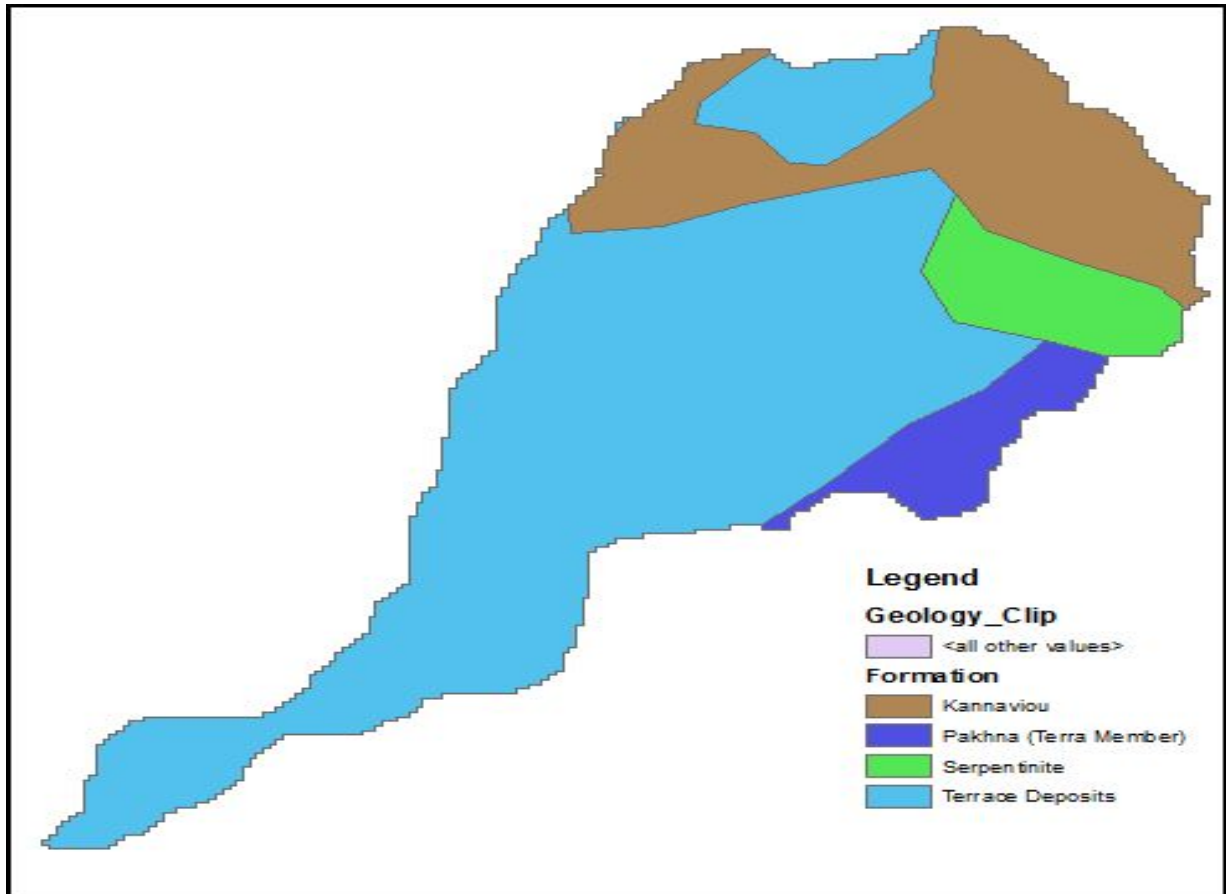 Legend
Geology_Clip
<all other values>
Formation
Kannaviou
Pakhna (Terra Member)
Serpentinite
Terrace Deposits